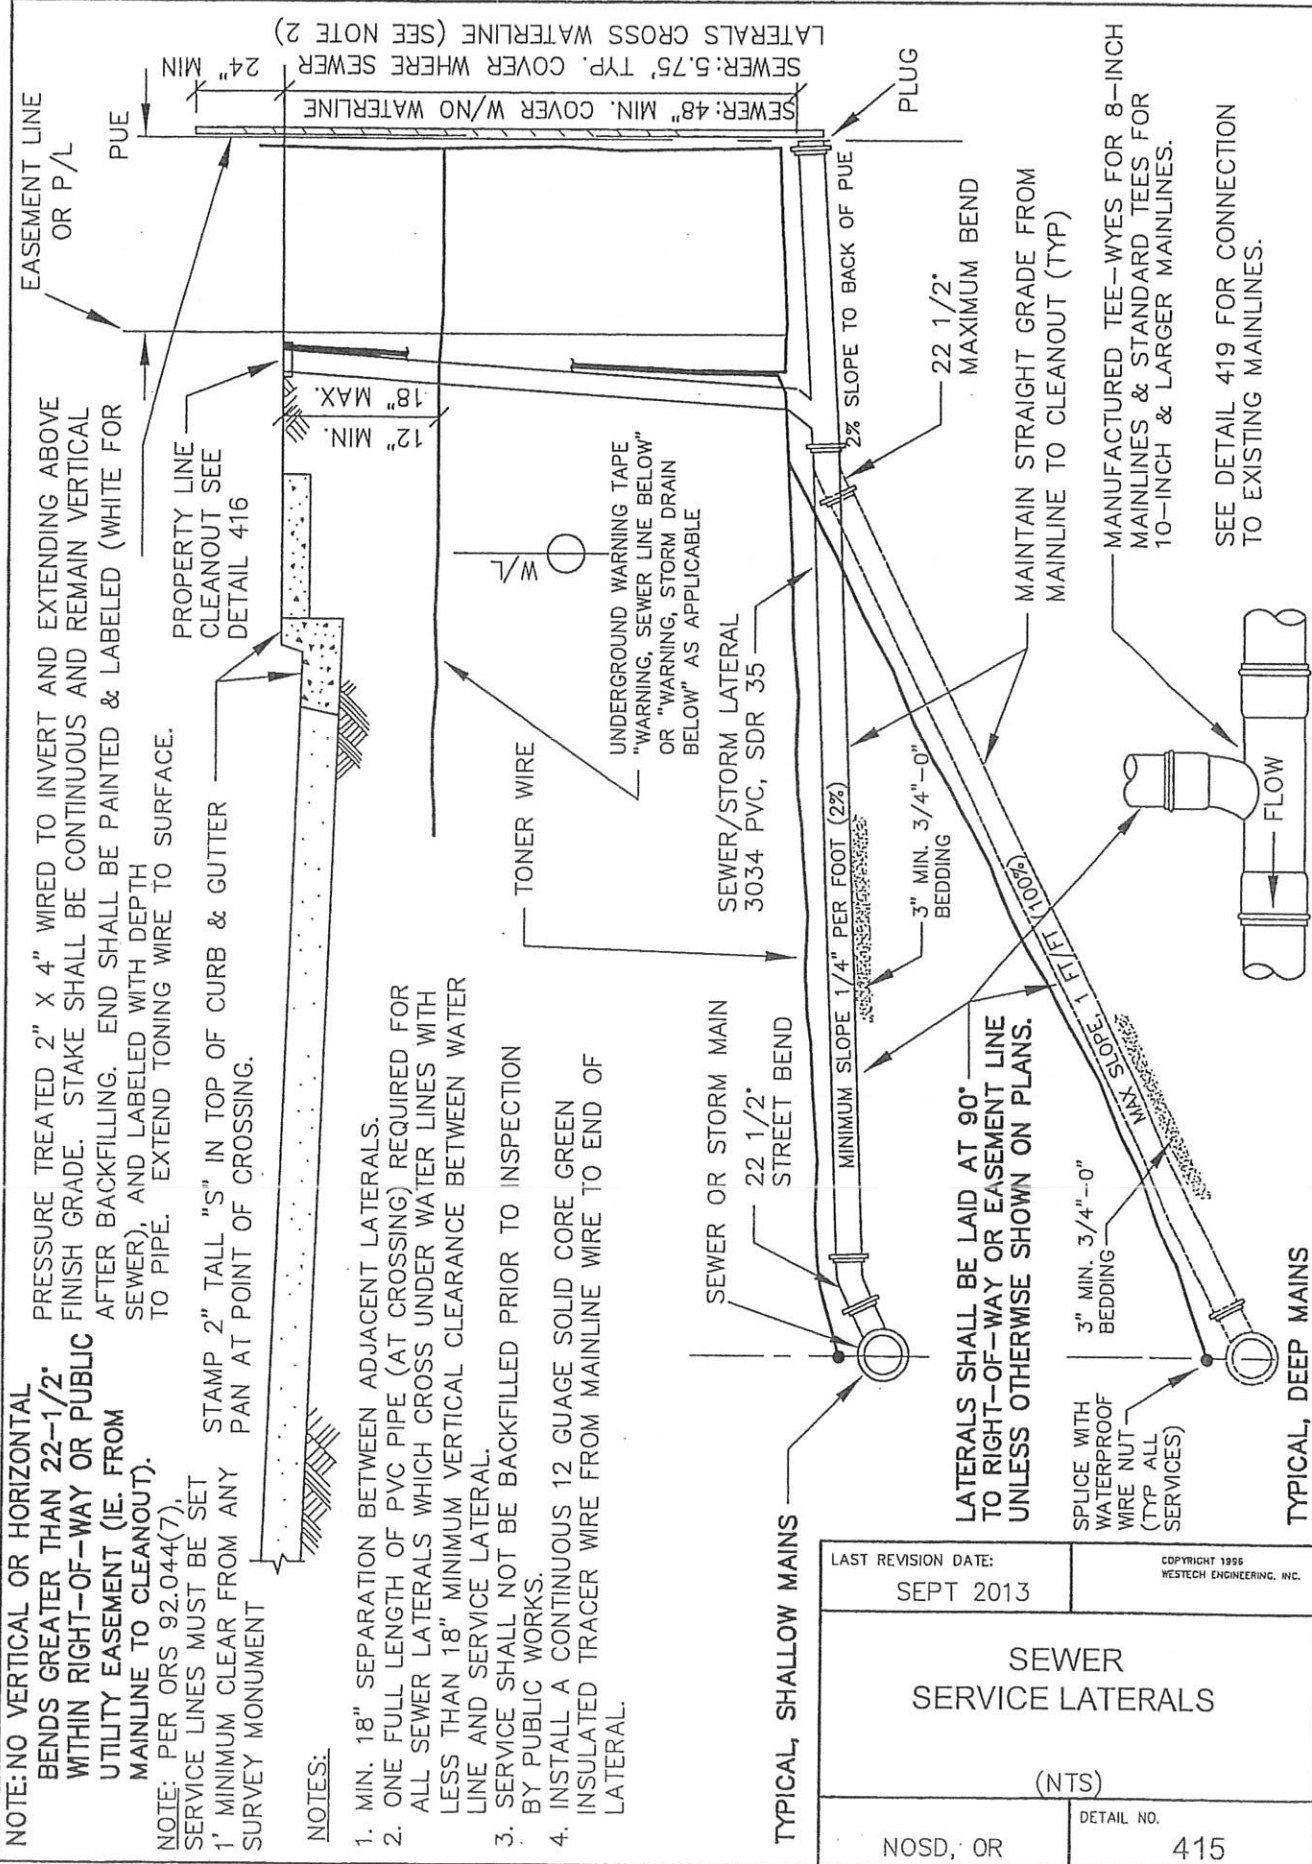 NOTE: NO VERTICAL OR HORIZONTAL
BENDS GREATER THAN 22-1/2°
WITHIN RIGHT-OF-WAY OR PUBLIC
UTILITY EASEMENT (IE. FROM
MAINLINE TO CLEANOUT).
NOTE: PER ORS 92.044(7),
SERVICE LINES MUST BE SET
1' MINIMUM CLEAR FROM ANY
SURVEY MONUMENT
PRESSURE TREATED 2" X 4" WIRED TO INVERT AND EXTENDING ABOVE
FINISH GRADE. STAKE SHALL BE CONTINUOUS AND REMAIN VERTICAL
AFTER BACKFILLING. END SHALL BE PAINTED & LABELED (WHITE FOR
SEWER), AND LABELED WITH DEPTH
TO PIPE. EXTEND TONING WIRE TO SURFACE.
STAMP 2" TALL "S" IN TOP OF CURB & GUTTER
PAN AT POINT OF CROSSING.
EASEMENT LINE
OR P/L
PUE
24" MIN
SEWER: 48" MIN. COVER W/NO WATERLINE
SEWER: 5.75' TYP. COVER WHERE SEWER
LATERALS CROSS WATERLINE (SEE NOTE 2)
PROPERTY LINE
CLEANOUT SEE
DETAIL 416
12" MIN.
18" MAX.
W/L
PLUG
NOTES:
1. MIN. 18" SEPARATION BETWEEN ADJACENT LATERALS.
2. ONE FULL LENGTH OF PVC PIPE (AT CROSSING) REQUIRED FOR
ALL SEWER LATERALS WHICH CROSS UNDER WATER LINES WITH
LESS THAN 18" MINIMUM VERTICAL CLEARANCE BETWEEN WATER
LINE AND SERVICE LATERAL.
3. SERVICE SHALL NOT BE BACKFILLED PRIOR TO INSPECTION
BY PUBLIC WORKS.
4. INSTALL A CONTINUOUS 12 GUAGE SOLID CORE GREEN
INSULATED TRACER WIRE FROM MAINLINE WIRE TO END OF
LATERAL.
TONER WIRE
UNDERGROUND WARNING TAPE
"WARNING, SEWER LINE BELOW"
OR "WARNING, STORM DRAIN
BELOW" AS APPLICABLE
SEWER/STORM LATERAL
3034 PVC, SDR 35
2% SLOPE TO BACK OF PUE
22 1/2°
MAXIMUM BEND
SEWER OR STORM MAIN
22 1/2°
STREET BEND
MINIMUM SLOPE 1/4" PER FOOT (2%)
3" MIN. 3/4"-0"
BEDDING
MAINTAIN STRAIGHT GRADE FROM
MAINLINE TO CLEANOUT (TYP)
TYPICAL, SHALLOW MAINS
LATERALS SHALL BE LAID AT 90°
TO RIGHT-OF-WAY OR EASEMENT LINE
UNLESS OTHERWISE SHOWN ON PLANS.
MAX SLOPE, 1 FT/FT (100%)
MANUFACTURED TEE-WYES FOR 8-INCH
MAINLINES & STANDARD TEES FOR
10-INCH & LARGER MAINLINES.
3" MIN. 3/4"-0"
BEDDING
SPLICE WITH
WATERPROOF
WIRE NUT
(TYP ALL
SERVICES)
FLOW
SEE DETAIL 419 FOR CONNECTION
TO EXISTING MAINLINES.
TYPICAL, DEEP MAINS
LAST REVISION DATE:
SEPT 2013
COPYRIGHT 1996
WESTECH ENGINEERING, INC.
SEWER
SERVICE LATERALS
(NTS)
NOSD, OR
DETAIL NO.
415